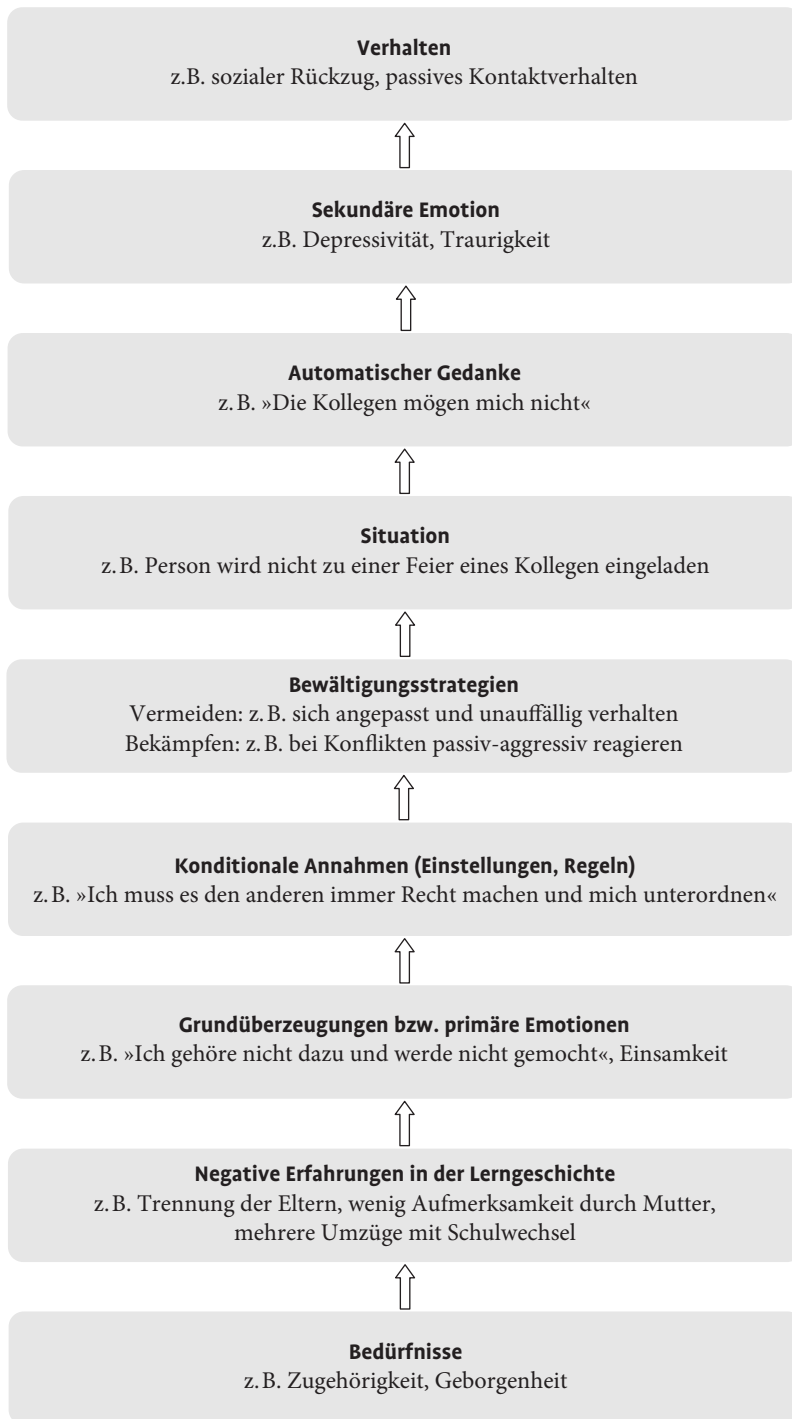 Verhalten
z.B. sozialer Rückzug, passives Kontaktverhalten
Sekundäre Emotion
z.B. Depressivität, Traurigkeit
Automatischer Gedanke
z.B. »Die Kollegen mögen mich nicht«
Situation
z.B. Person wird nicht zu einer Feier eines Kollegen eingeladen
Bewältigungsstrategien
Vermeiden: z.B. sich angepasst und unauffällig verhalten
Bekämpfen: z.B. bei Konflikten passiv-aggressiv reagieren
Konditionale Annahmen (Einstellungen, Regeln)
z.B. »Ich muss es den anderen immer Recht machen und mich unterordnen«
Grundüberzeugungen bzw. primäre Emotionen
z.B. »Ich gehöre nicht dazu und werde nicht gemocht«, Einsamkeit
Negative Erfahrungen in der Lerngeschichte
z.B. Trennung der Eltern, wenig Aufmerksamkeit durch Mutter,
mehrere Umzüge mit Schulwechsel
Bedürfnisse
z.B. Zugehörigkeit, Geborgenheit